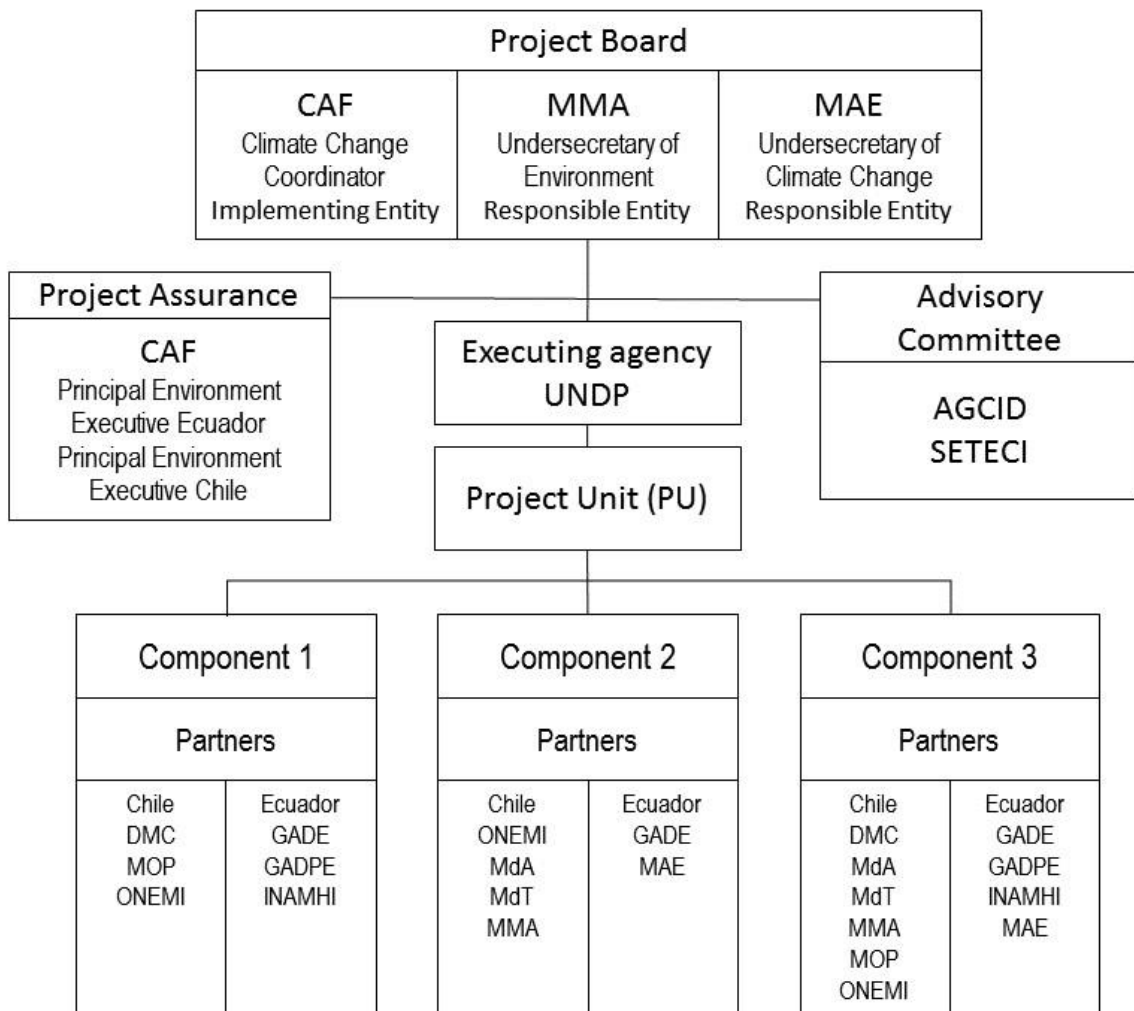 Project Board
CAF
Climate Change
Coordinator
Implementing Entity
MMA
Undersecretary of
Environment
Responsible Entity
MAE
Undersecretary of
Climate Change
Responsible Entity
Project Assurance
CAF
Principal Environment
Executive Ecuador
Principal Environment
Executive Chile
Executing agency
UNDP
Advisory
Committee
AGCID
SETECI
Project Unit (PU)
Component 1
Partners
Chile
DMC
MOP
ONEMI
Ecuador
GADE
GADPE
INAMHI
Component 2
Partners
Chile
ONEMI
MdA
MdT
MMA
Ecuador
GADE
MAE
Component 3
Partners
Chile
DMC
MdA
MdT
MMA
MOP
ONEMI
Ecuador
GADE
GADPE
INAMHI
MAE